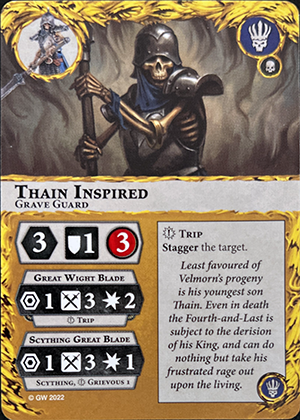 Thain Inspired
Grave Guard
3 1 3
Great Wight Blade
1 3 2
Trip
Scything Great Blade
1 3 1
Scything, Grievous 1
© GW 2022
Trip
Stagger the target.
Least favoured of
Velmorn's progeny
is his youngest son
Thain. Even in death
the Fourth-and-Last is
subject to the derision
of his King, and can do
nothing but take his
frustrated rage out
upon the living.